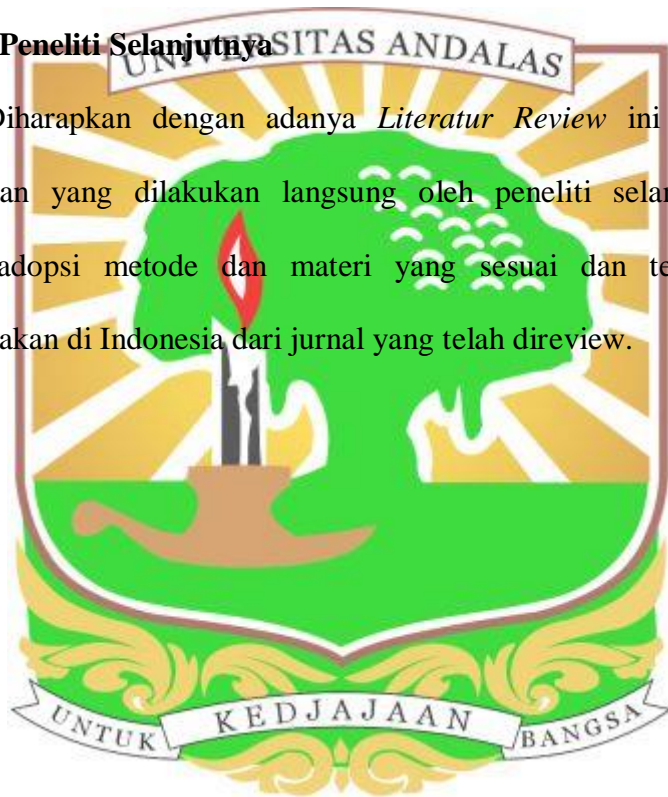 Peneliti Selanjutnya
UNIVERSITAS ANDALAS
Diharapkan dengan adanya Literatur Review ini
an yang dilakukan langsung oleh peneliti selan
adopsi metode dan materi yang sesuai dan te
akan di Indonesia dari jurnal yang telah direview.
UNTUK KEDJAJAAN BANGSA